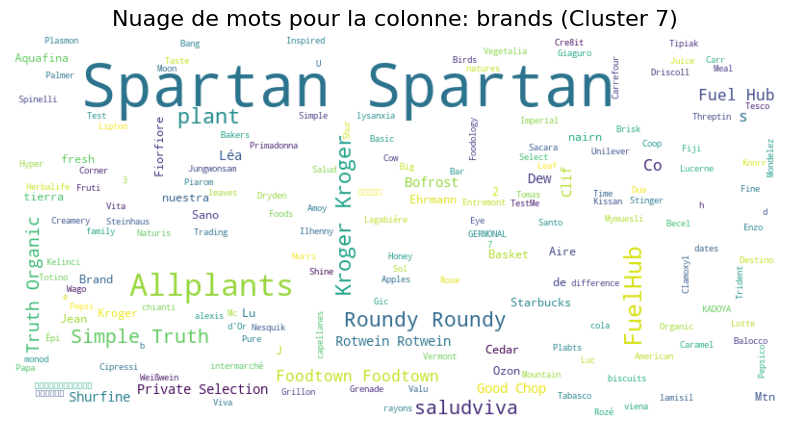 Nuage de mots pour la colonne: brands (Cluster 7)
Plasmon
Bang
Inspired
Cre8it
Tipiak
Aquafina
Taste
Moon
U
Vegetalia
Giaguro
Birds
natures
Juice
Carr
Meal
Palmer
Spartan Spartan
Carrefour
Driscoll
Spinelli
Fuel Hub
Tesco
Test
plant
Simple
lysanxia
Imperial
Threptin
s
Lipton
Fiorfiore
Bakers
Primadonna
Shur
Basic
Foodology
nairn
Brisk
Coop
Fiji
Mondelez
Hyper
fresh
Corner
Léa
Jungwonsam
Salud
Kroger Kroger
Cow
Big
Bar
Sacara
Select
Leaf
Unilever
Co
Lucerne
Knorr
Herbalife
Fruti
3
Piarom
Bofrost
Dew
Clif
tierra
nuestra
leaves
Dryden
2
Ehrmann
Entremont
Tomas
Time
Kissan
Dua
Stinger
Fine
Vita
Sano
Foods
Amoy
TestMe
Mymuesli
h
d
Creamery
Steinhaus
Trading
Ilhenny
Lagabière
Eye
Santo
Becel
Enzo
family
Naturis
GERMONAL
7
Truth Organic
Kelinci
Nurri
Honey
Basket
Aire
dates
Totino
Brand
Shine
Sol
Apples
de
difference
FuelHub
Clamoxyl
Destino
Wago
Allplants
Gic
Rose
Trident
e
Pepsi
chianti
Starbucks
Kroger
Mc
KADOYA
Jean
alexis
Lu
Roundy Roundy
cola
Organic
Lotte
Épi
Simple Truth
d'Or
Nesquik
capellanes
Caramel
Balocco
monod
b
Pure
J
Rotwein Rotwein
Cedar
Plabts
American
Pepsico
Papa
Cipressi
intermarché
Vermont
Ozon
Mountain
Luc
Weißwein
Foodtown Foodtown
biscuits
Private Selection
Grillon
Grenade
Valu
Good Chop
Tabasco
lamisil
Mtn
Shurfine
Viva
rayons
saludviva
Rozé
viena